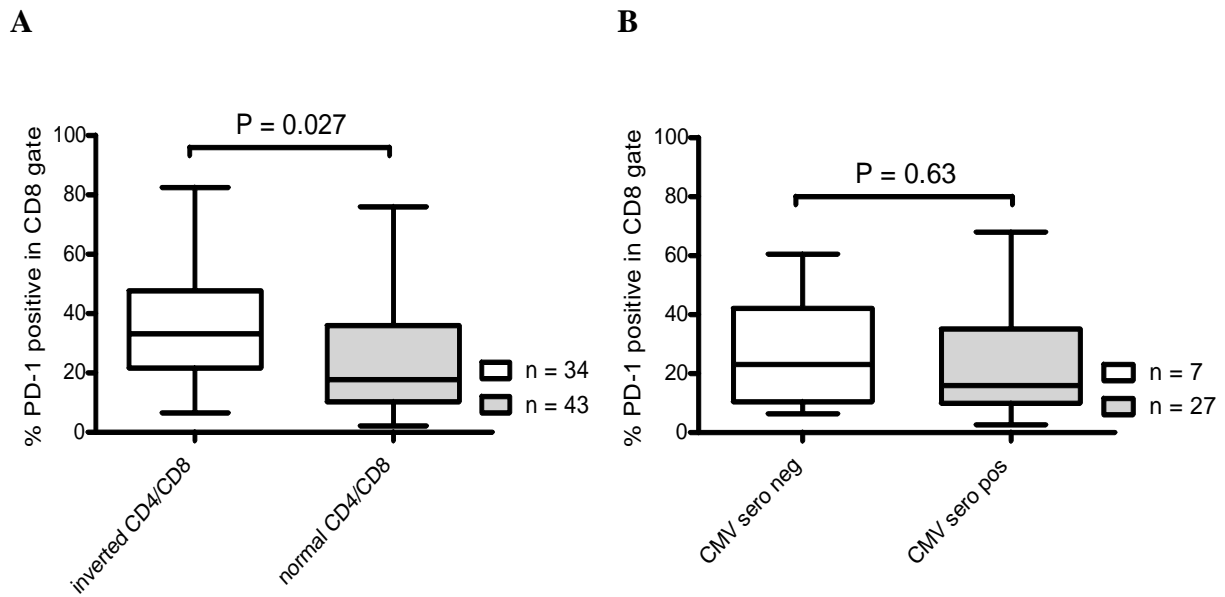 A
P = 0.027
% PD-1 positive in CD8 gate
100
80
60
40
20
0
inverted CD4/CD8
normal CD4/CD8
n = 34
n = 43
B
P = 0.63
% PD-1 positive in CD8 gate
100
80
60
40
20
0
CMV sero neg
CMV sero pos
n = 7
n = 27